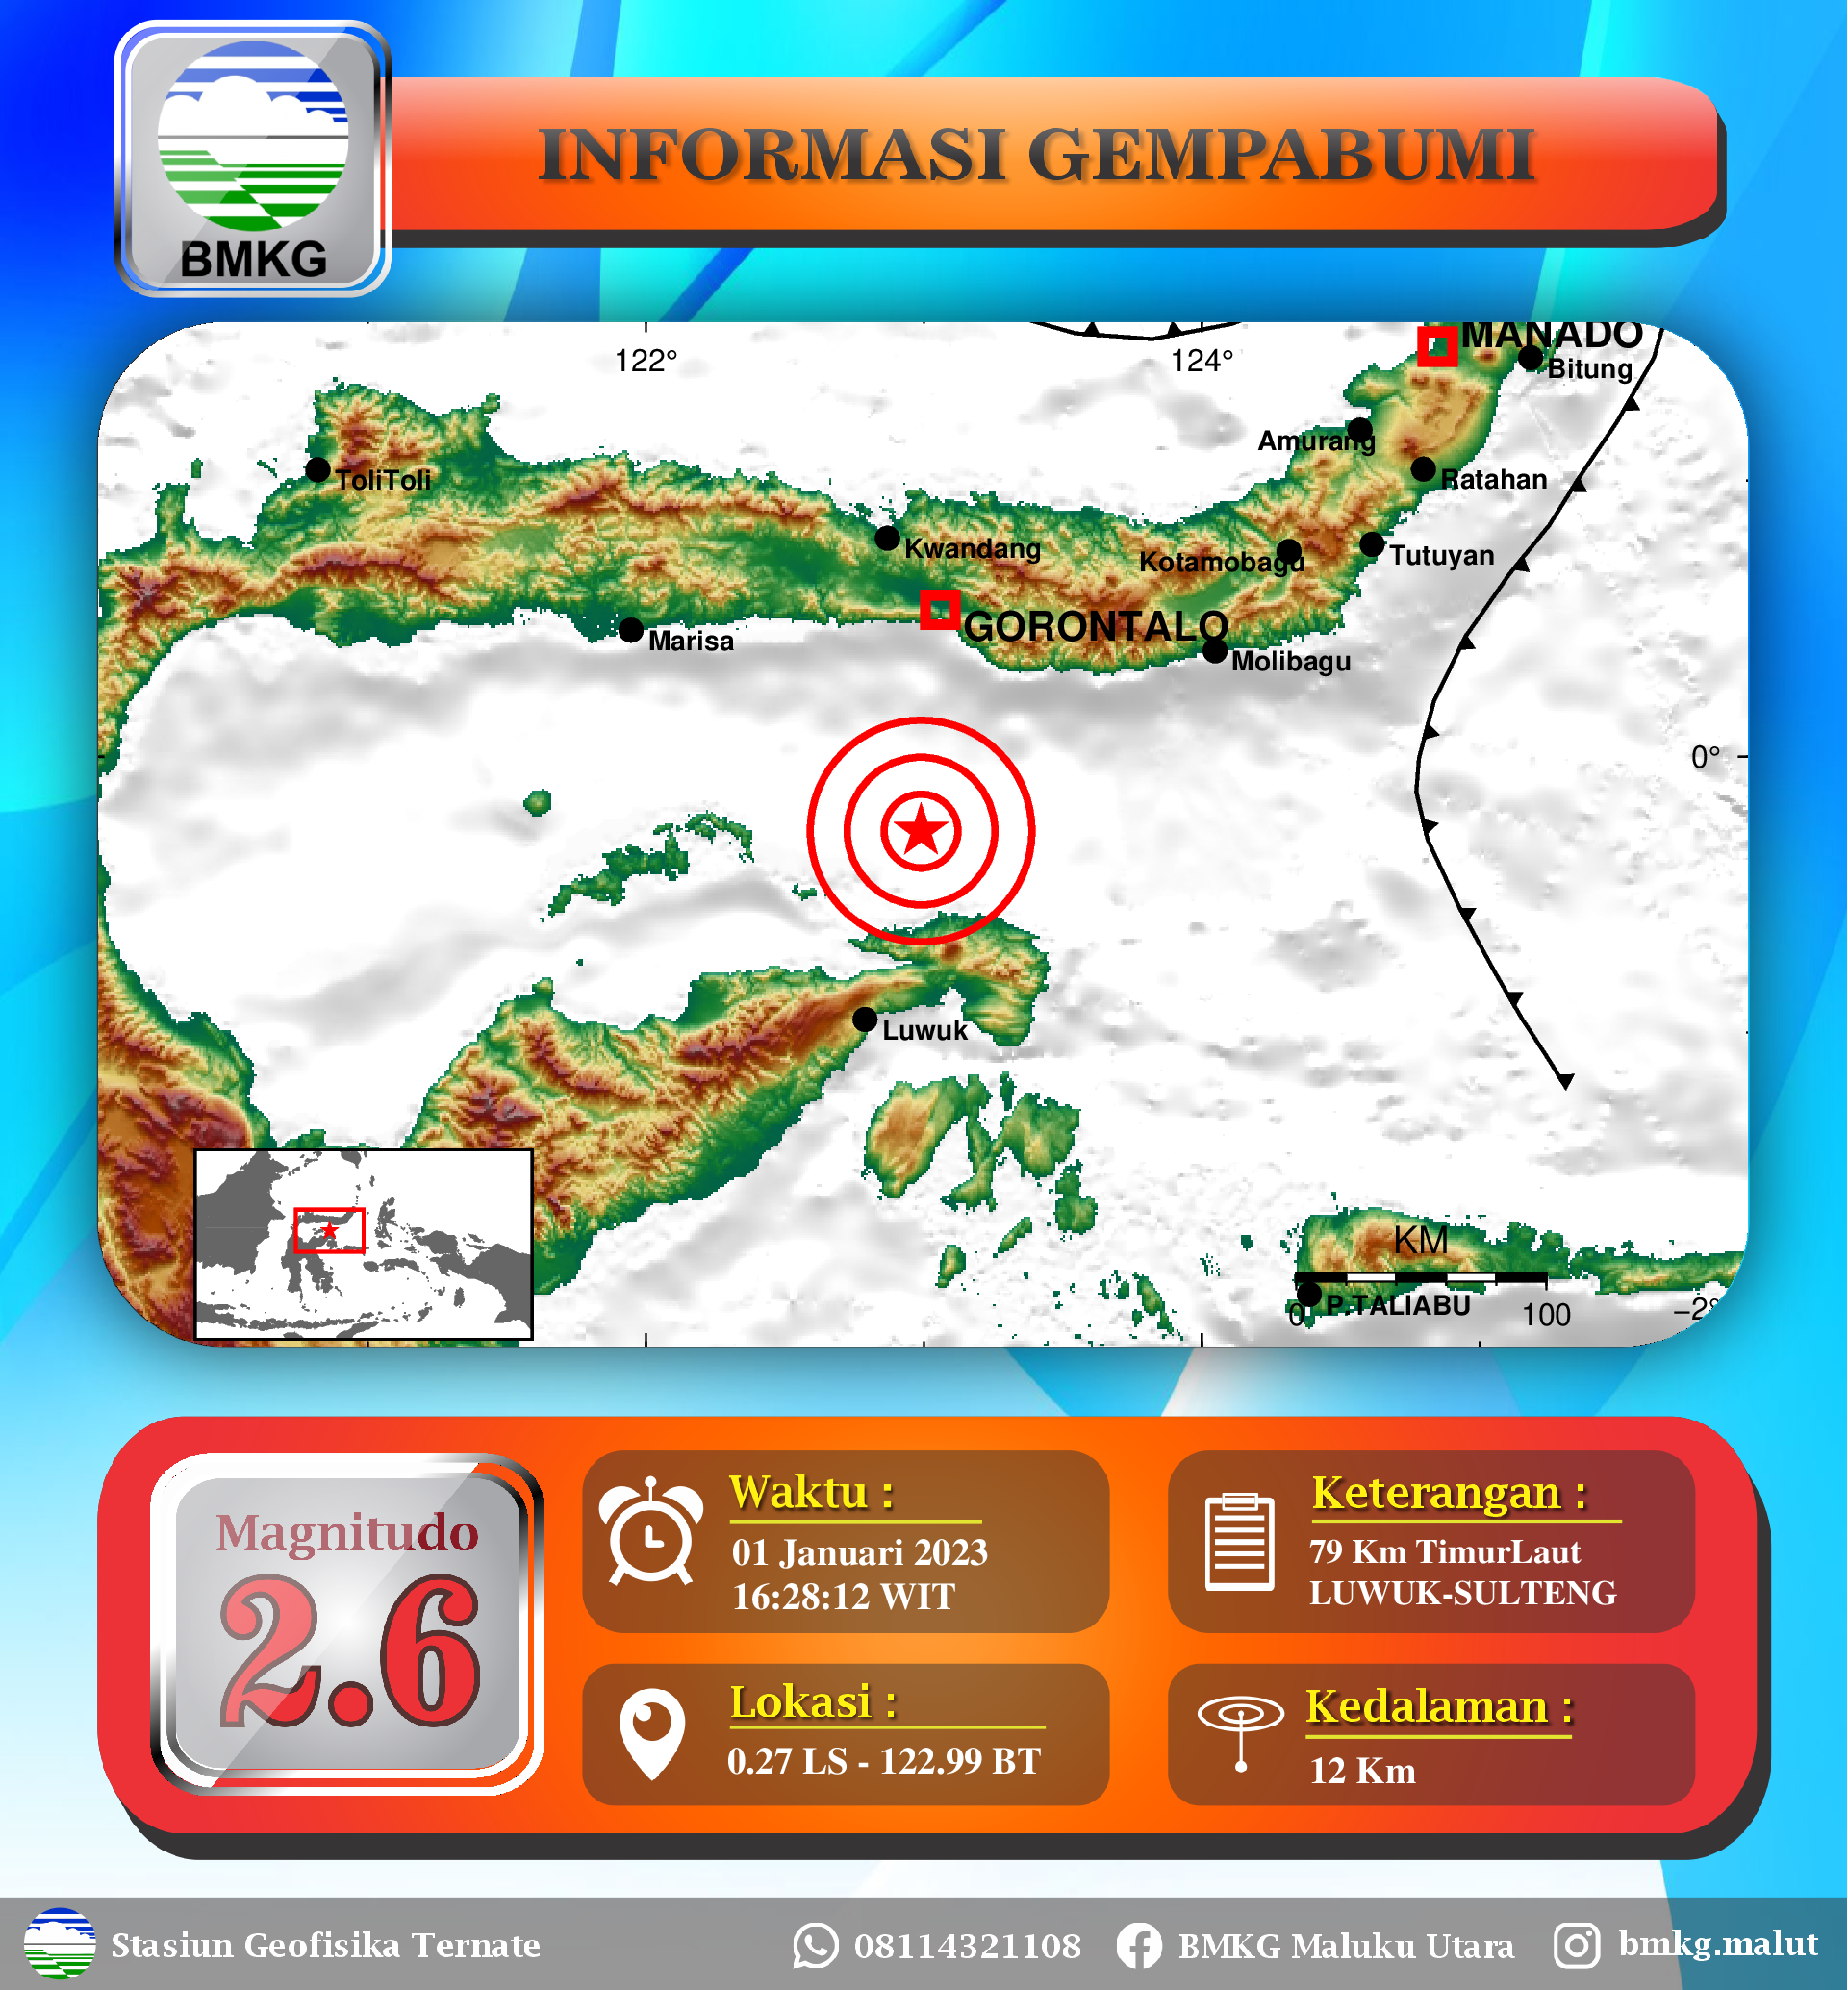 BMKG
INFORMASI GEMPABUMI
122°
124°
MANADO
Bitung
Amurang
ToliToli
Ratahan
Kwandang
Kotamobagu
Tutuyan
GORONTALO
Marisa
Molibagu
0°
Luwuk
KM
0
P.TALIABU
100
−2°
Magnitudo
2.6
Waktu :
01 Januari 2023
16:28:12 WIT
Keterangan :
79 Km TimurLaut
LUWUK-SULTENG
Lokasi :
0.27 LS - 122.99 BT
Kedalaman :
12 Km
Stasiun Geofisika Ternate
08114321108
BMKG Maluku Utara
bmkg.malut